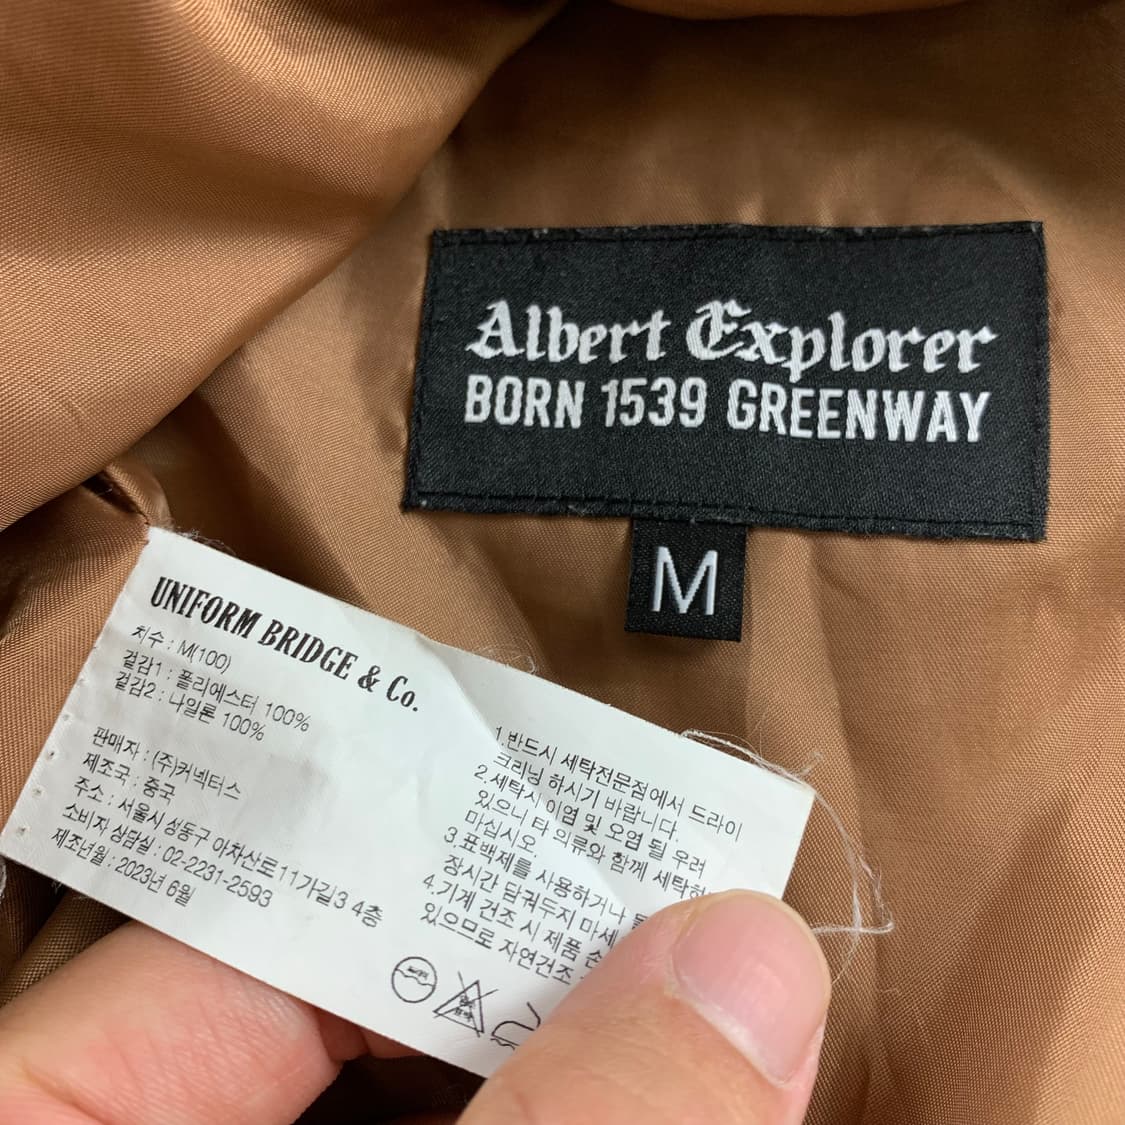 Albert Explorer
BORN 1539 GREENWAY
M
UNIFORM BRIDGE & Co.
치수 : M(100)
겉감1 : 폴리에스터 100%
겉감2 : 나일론 100%
판매자 : (주)커넥터스
제조국 : 중국
주소 : 서울시 성동구 아차산로11가길3 4층
소비자 상담실 : 02-2231-2593
제조년월 : 2023년 6월
1.반드시 세탁전문점에서 드라이
크리닝 하시기 바랍니다.
2.세탁시 이염 및 오염 될 우려
있으니 타 의류와 함께 세탁하
마십시오.
3.표백제를 사용하거나
장시간 담궈두지 마세
4.기계 건조 시 제품
있으므로 자연건조